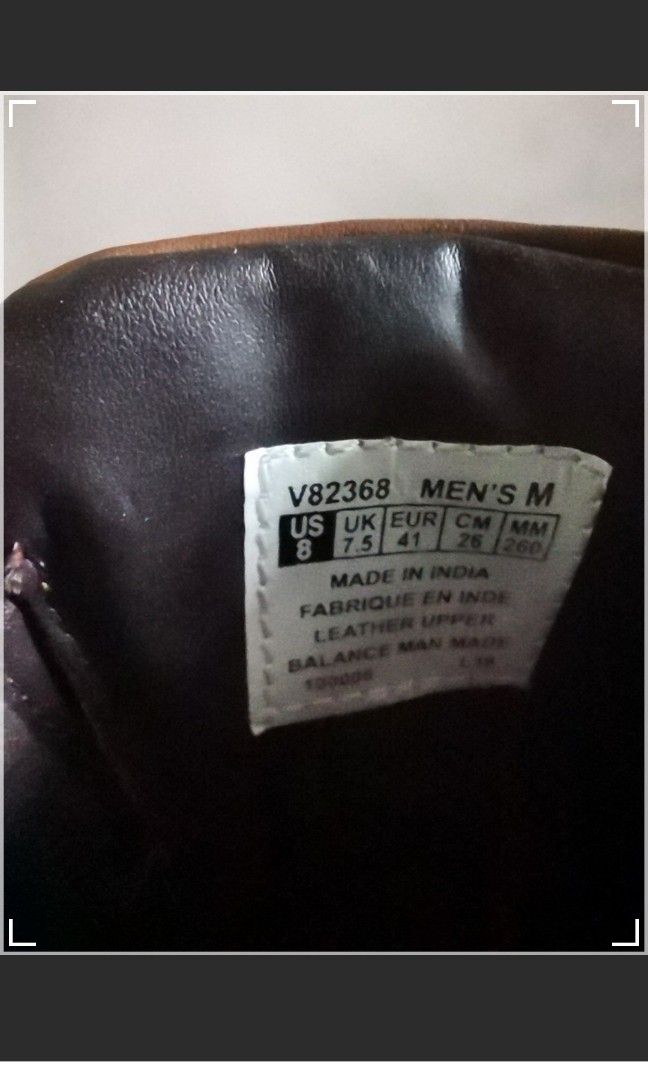 V82368 MEN'S M
US UK EUR CM MM
8 7.5 41 26 260
MADE IN INDIA
FABRIQUE EN INDE
LEATHER UPPER
BALANCE MAN MADE